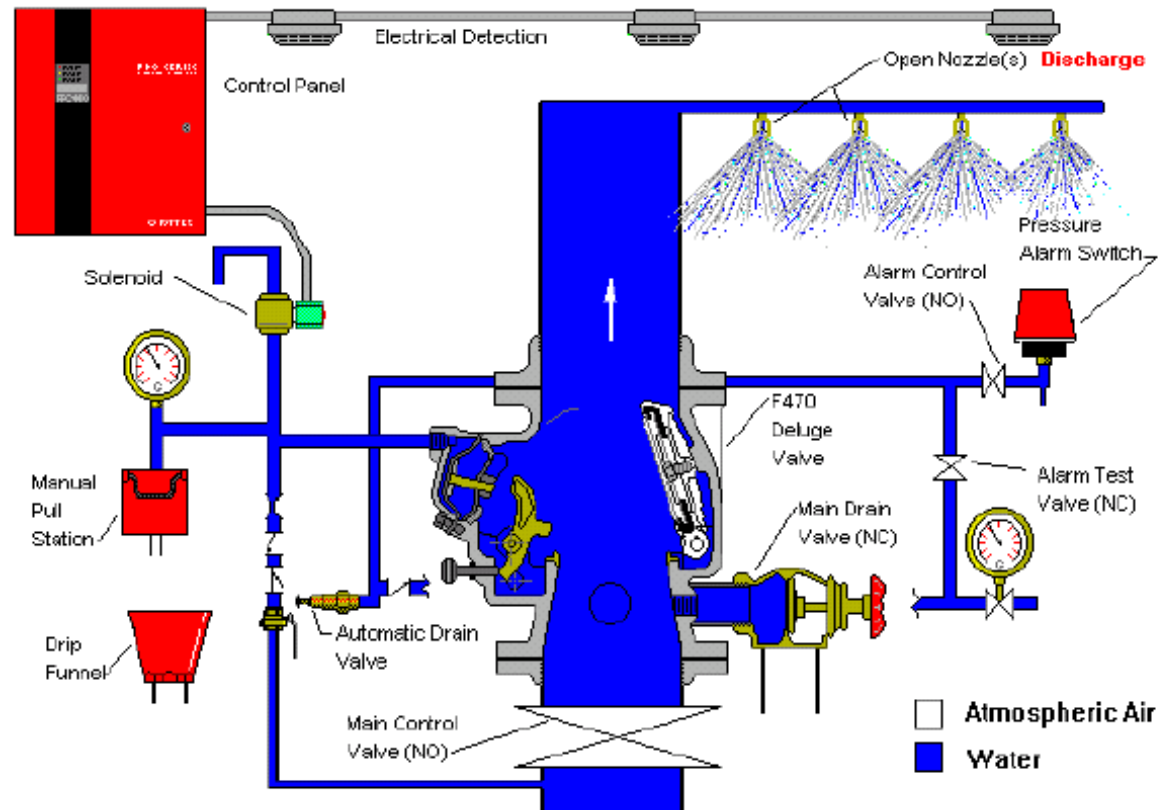 Electrical Detection
Open Nozzle(s) Discharge
Control Panel
Pressure
Alarm Switch
Alarm Control
Valve (NO)
Solenoid
F470
Deluge
Valve
Manual
Pull
Station
Alarm Test
Valve (NC)
Main Drain
Valve (NC)
Automatic Drain
Valve
Drip
Funnel
Main Control
Valve (NO)
Atmospheric Air
Water